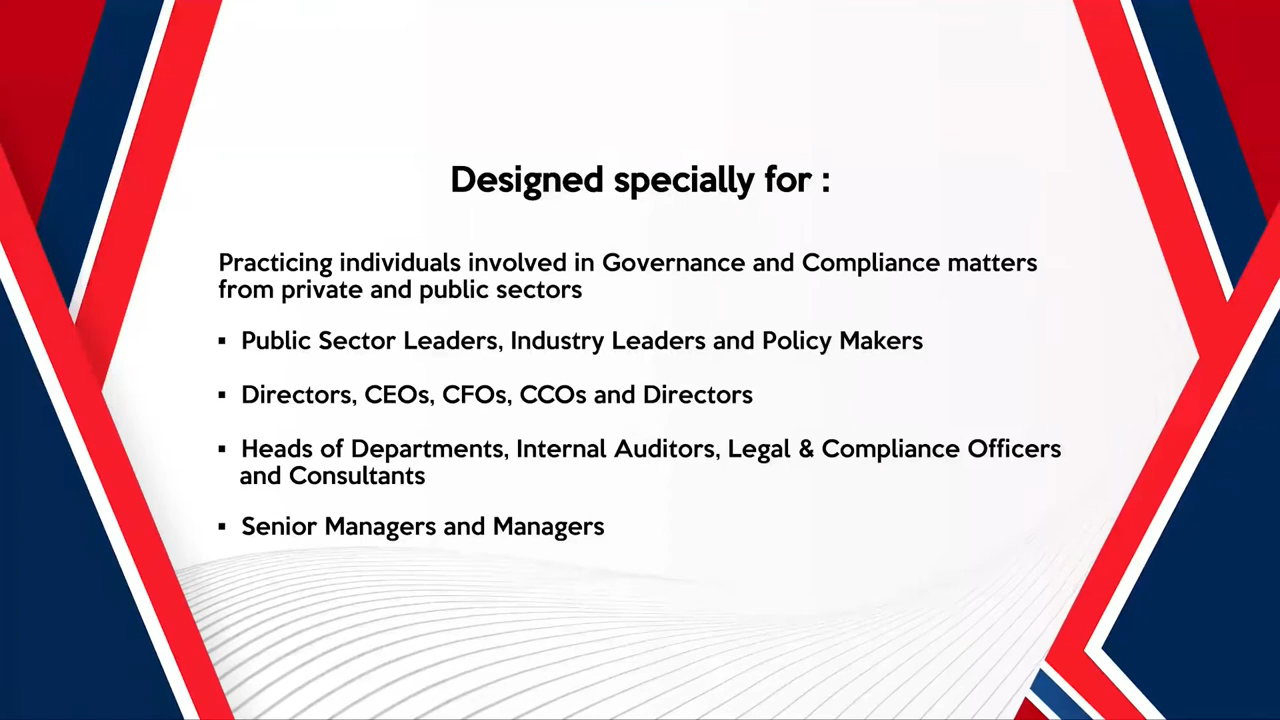 Designed specially for :
Practicing individuals involved in Governance and Compliance matters
from private and public sectors
▪ Public Sector Leaders, Industry Leaders and Policy Makers
▪ Directors, CEOs, CFOs, CCOs and Directors
▪ Heads of Departments, Internal Auditors, Legal & Compliance Officers
and Consultants
▪ Senior Managers and Managers